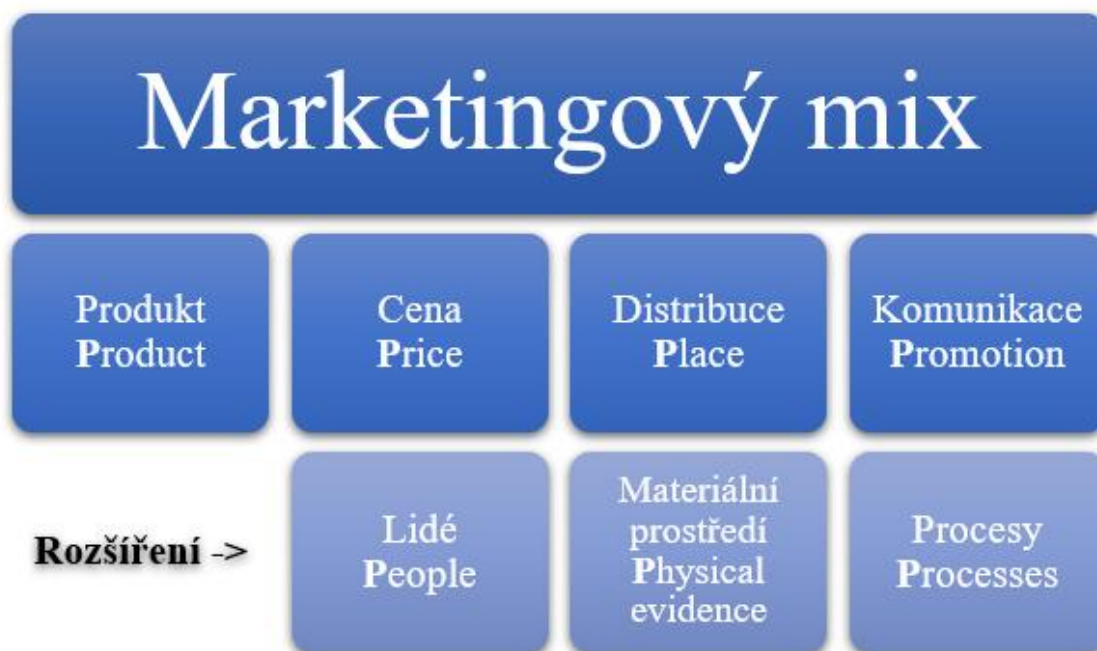 Marketingový mix
Produkt
Product
Cena
Price
Distribuce
Place
Komunikace
Promotion
Rozšíření ->
Lidé
People
Materiální
prostředí
Physical
evidence
Procesy
Processes